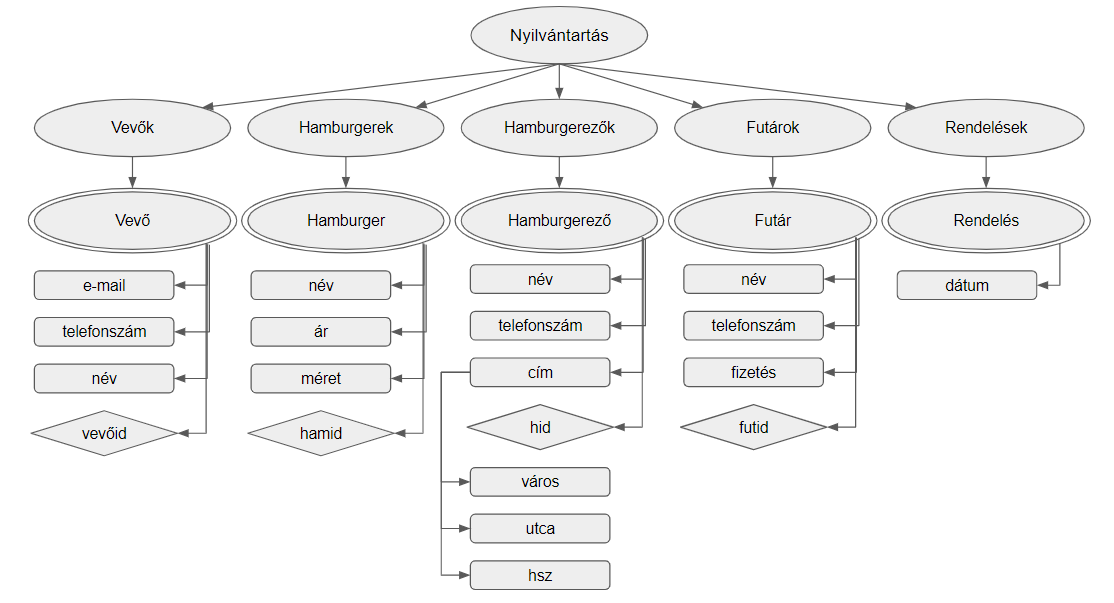 Nyilvántartás
Vevők
Hamburgerek
Hamburgerezők
Futárok
Rendelések
Vevő
Hamburger
Hamburgerező
Futár
Rendelés
e-mail
telefonszám
név
vevőid
név
ár
méret
hamid
név
telefonszám
cím
hid
város
utca
hsz
név
telefonszám
fizetés
futid
dátum